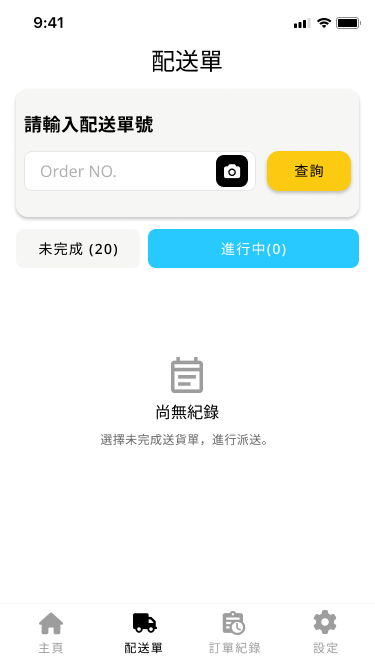 9:41
配送單
請輸入配送單號
Order NO.
查詢
未完成 (20)
進行中(0)
尚無紀錄
選擇未完成送貨單，進行派送。
主頁
配送單
訂單紀錄
設定